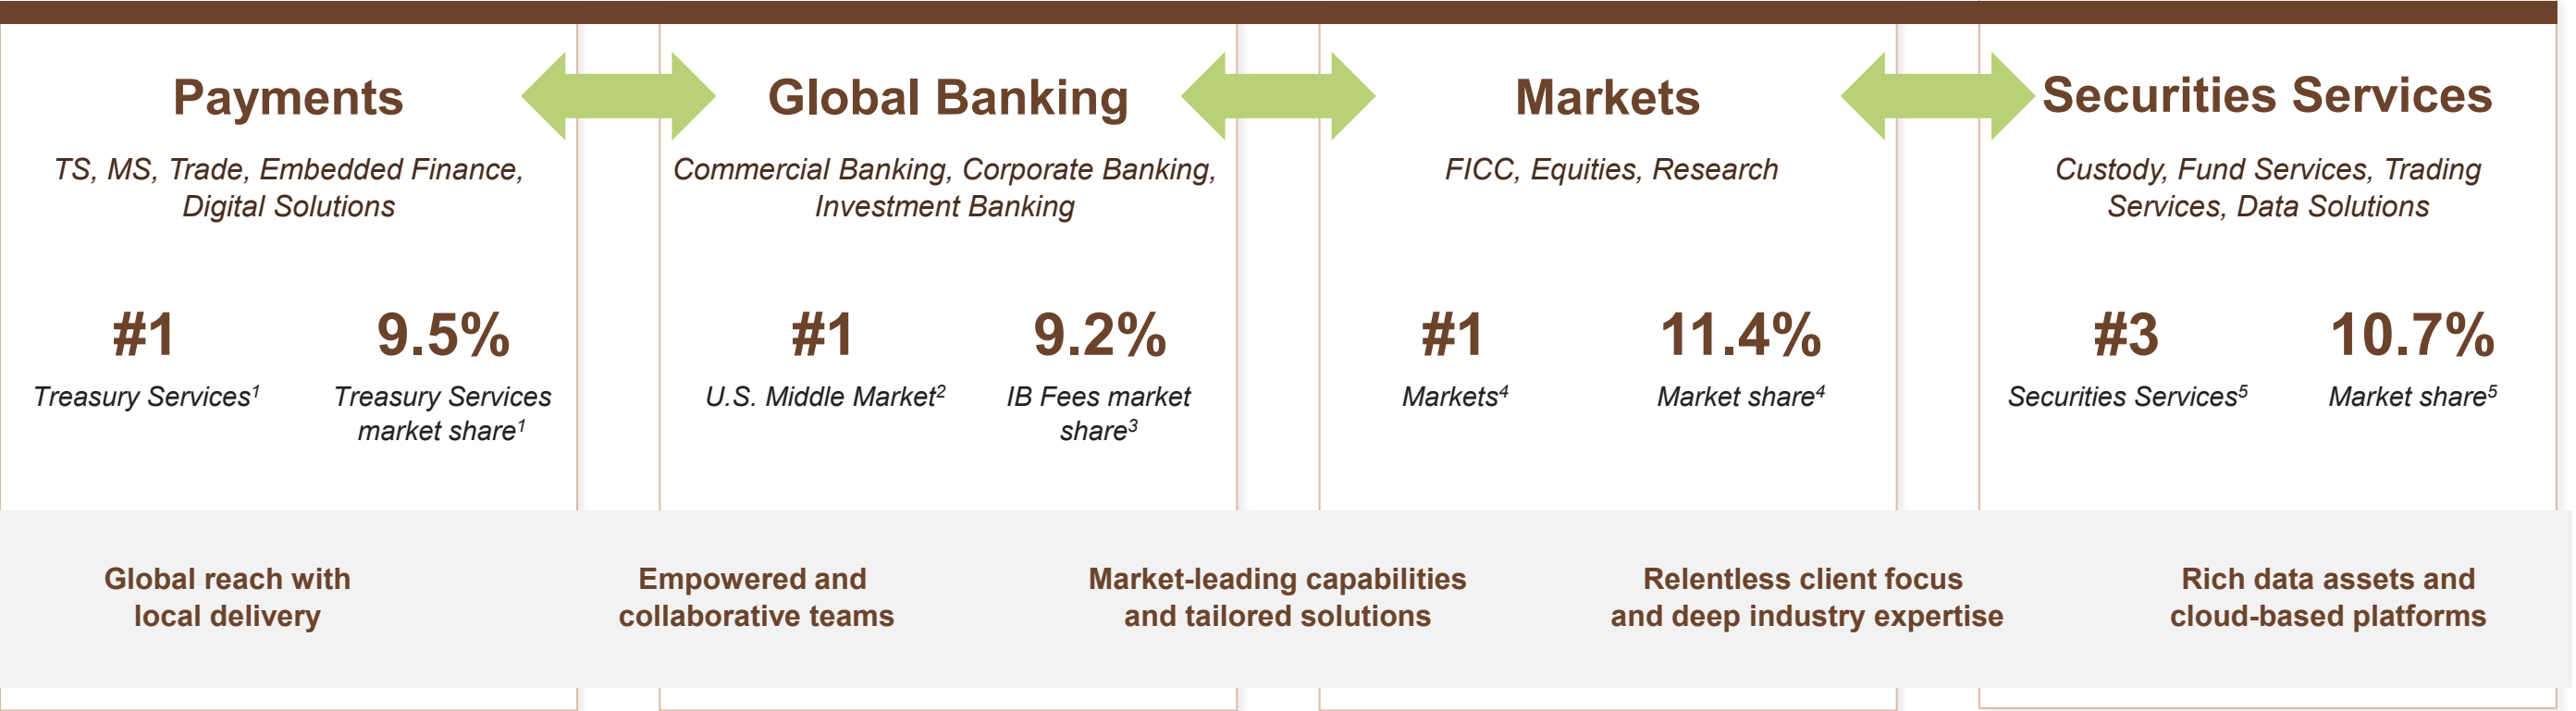 Payments
TS, MS, Trade, Embedded Finance,
Digital Solutions
#1
Treasury Services1
9.5%
Treasury Services
market share1
Global Banking
Commercial Banking, Corporate Banking,
Investment Banking
#1
U.S. Middle Market2
9.2%
IB Fees market
share3
Markets
FICC, Equities, Research
#1
Markets4
11.4%
Market share4
Securities Services
Custody, Fund Services, Trading
Services, Data Solutions
#3
Securities Services5
10.7%
Market share5
Global reach with
local delivery
Empowered and
collaborative teams
Market-leading capabilities
and tailored solutions
Relentless client focus
and deep industry expertise
Rich data assets and
cloud-based platforms